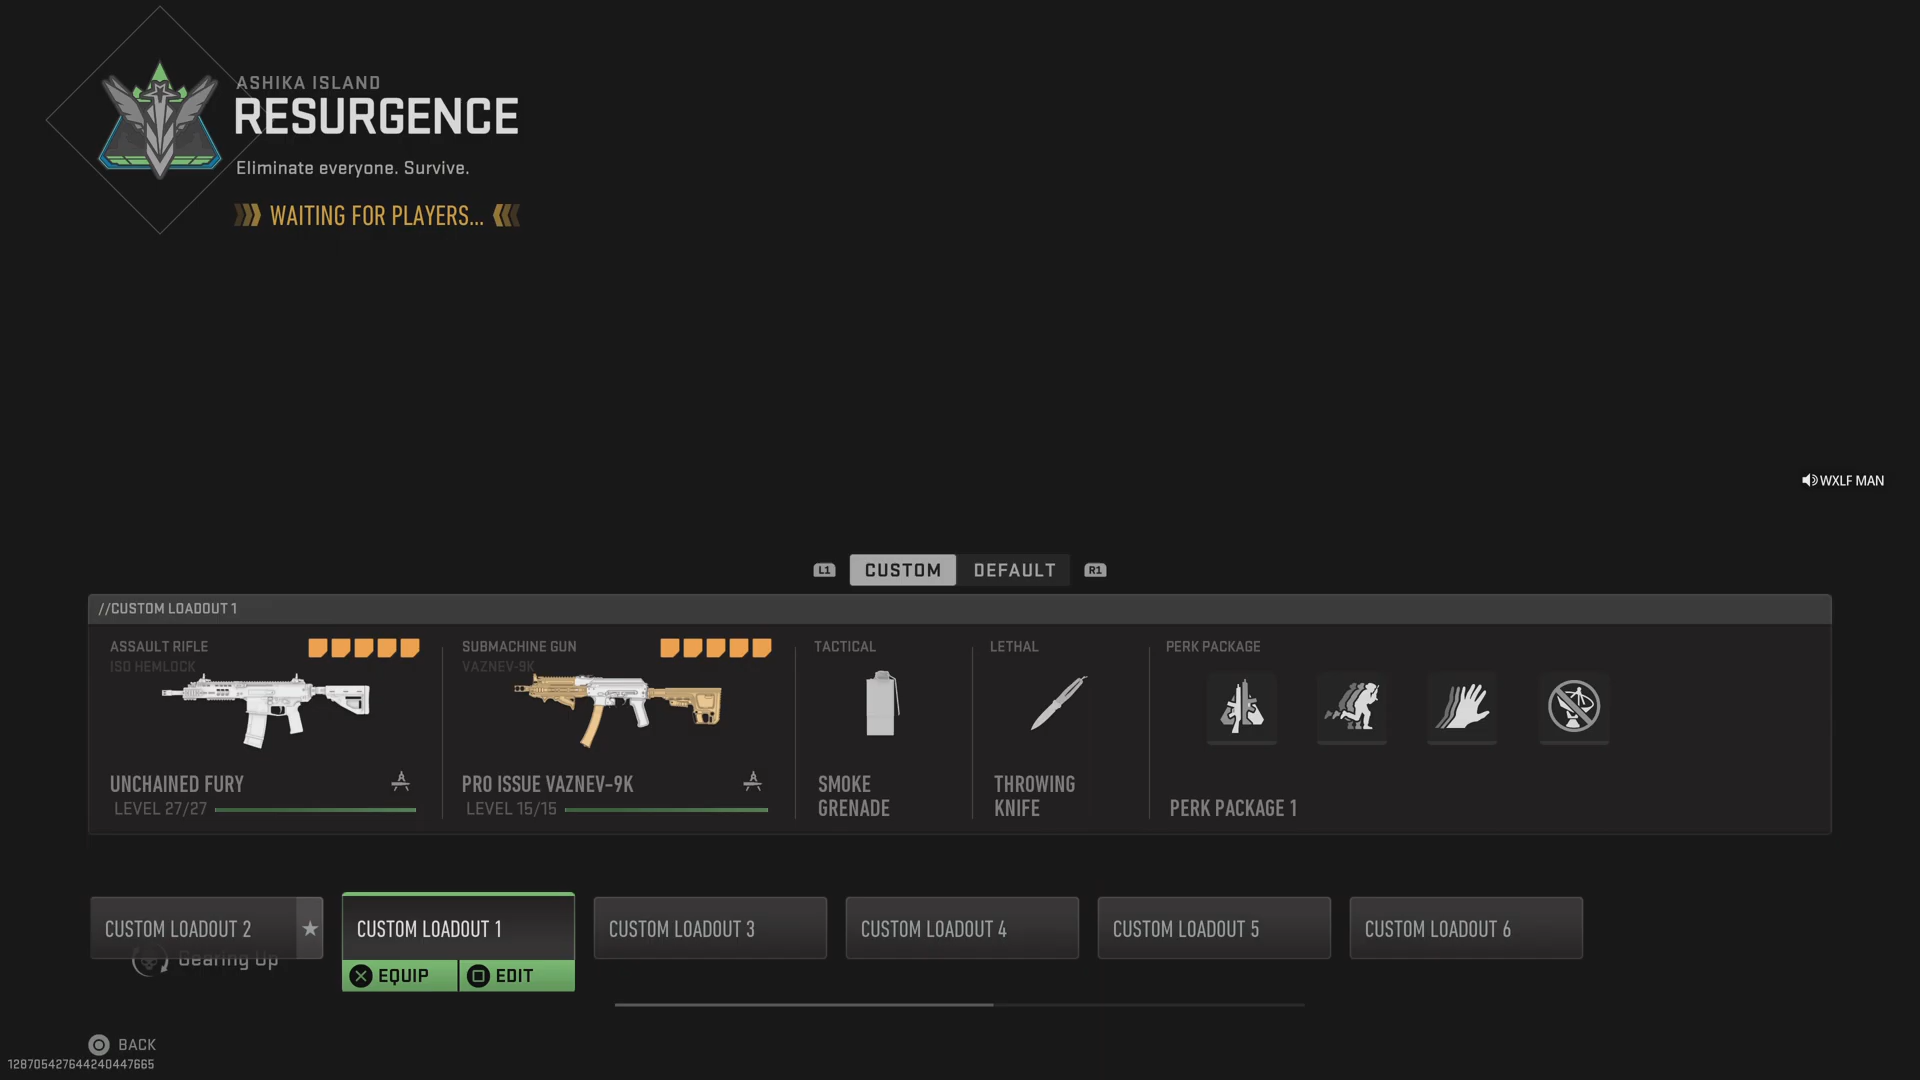 ASHIKA ISLAND
RESURGENCE
Eliminate everyone. Survive.
WAITING FOR PLAYERS...
WXLF MAN
L1 CUSTOM DEFAULT R1
//CUSTOM LOADOUT 1
ASSAULT RIFLE
ISO HEMLOCK
UNCHAINED FURY
LEVEL 27/27
SUBMACHINE GUN
VAZNEV-9K
PRO ISSUE VAZNEV-9K
LEVEL 15/15
TACTICAL
SMOKE
GRENADE
LETHAL
THROWING
KNIFE
PERK PACKAGE
PERK PACKAGE 1
CUSTOM LOADOUT 2
CUSTOM LOADOUT 1
CUSTOM LOADOUT 3
CUSTOM LOADOUT 4
CUSTOM LOADOUT 5
CUSTOM LOADOUT 6
Gearing Up
EQUIP
EDIT
BACK
12870542764424044​7665